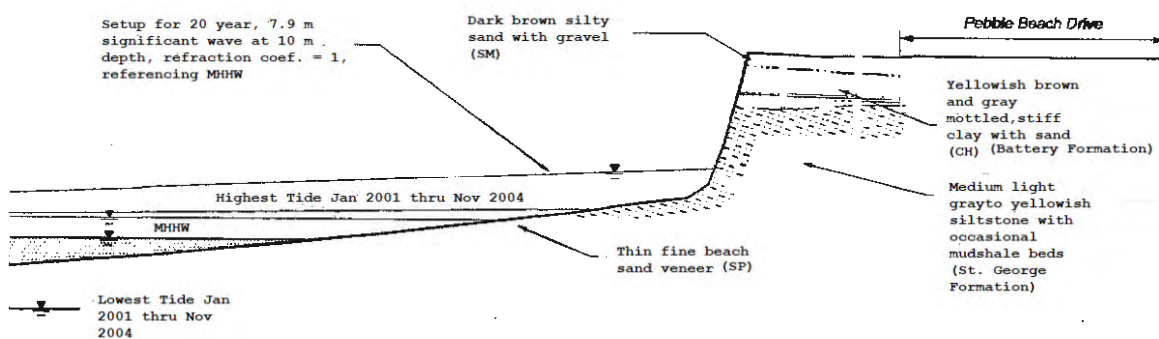 Setup for 20 year, 7.9 m
significant wave at 10 m
depth, refraction coef. = 1,
referencing MHHW
Dark brown silty
sand with gravel
(SM)
Pebble Beach Drive
Yellowish brown
and gray
mottled,stiff
clay with sand
(CH) (Battery Formation)
Highest Tide Jan 2001 thru Nov 2004
MHHW
Medium light
grayto yellowish
siltstone with
occasional
mudshale beds
(St. George
Formation)
Thin fine beach
sand veneer (SP)
Lowest Tide Jan
2001 thru Nov
2004